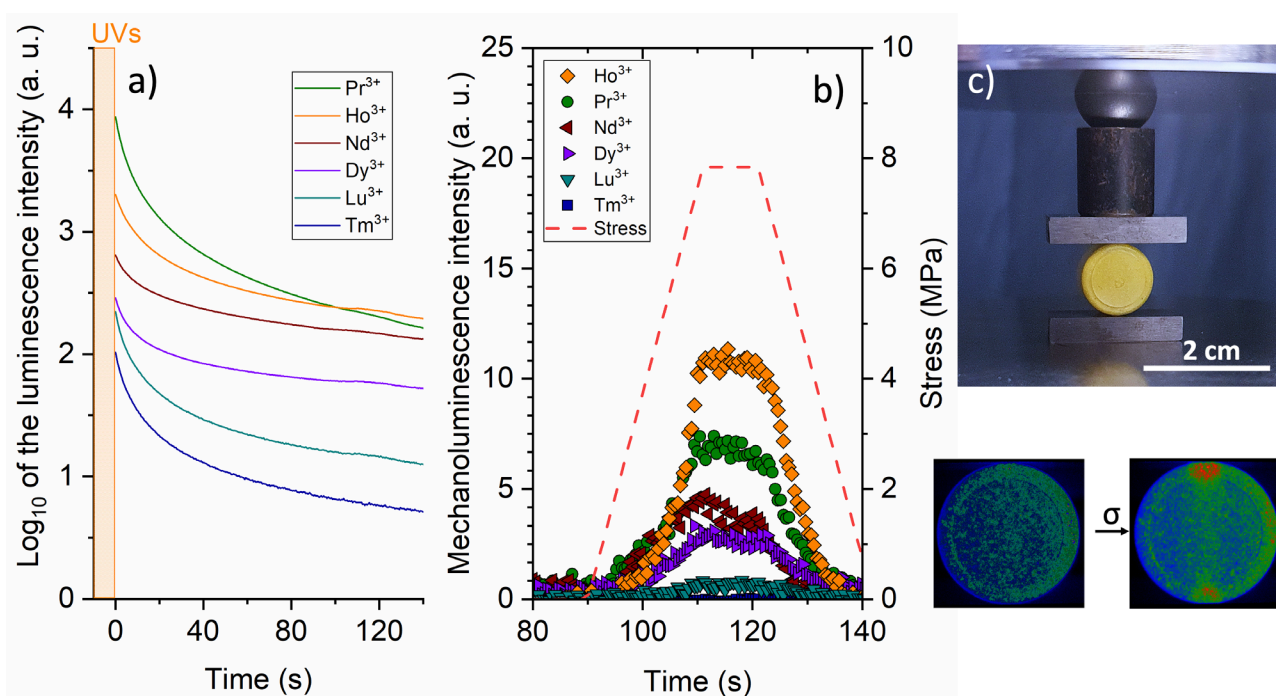 UVs
a)
Log10 of the luminescence intensity (a. u.)
4
3
2
1
0
Pr3+
Ho3+
Nd3+
Dy3+
Lu3+
Tm3+
0 40 80 120
Time (s)
b)
Mechanoluminescence intensity (a. u.)
25
20
15
10
5
0
Ho3+
Pr3+
Nd3+
Dy3+
Lu3+
Tm3+
Stress
80 100 120 140
Time (s)
10
8
6
4
2
0
Stress (MPa)
c)
2 cm
σ